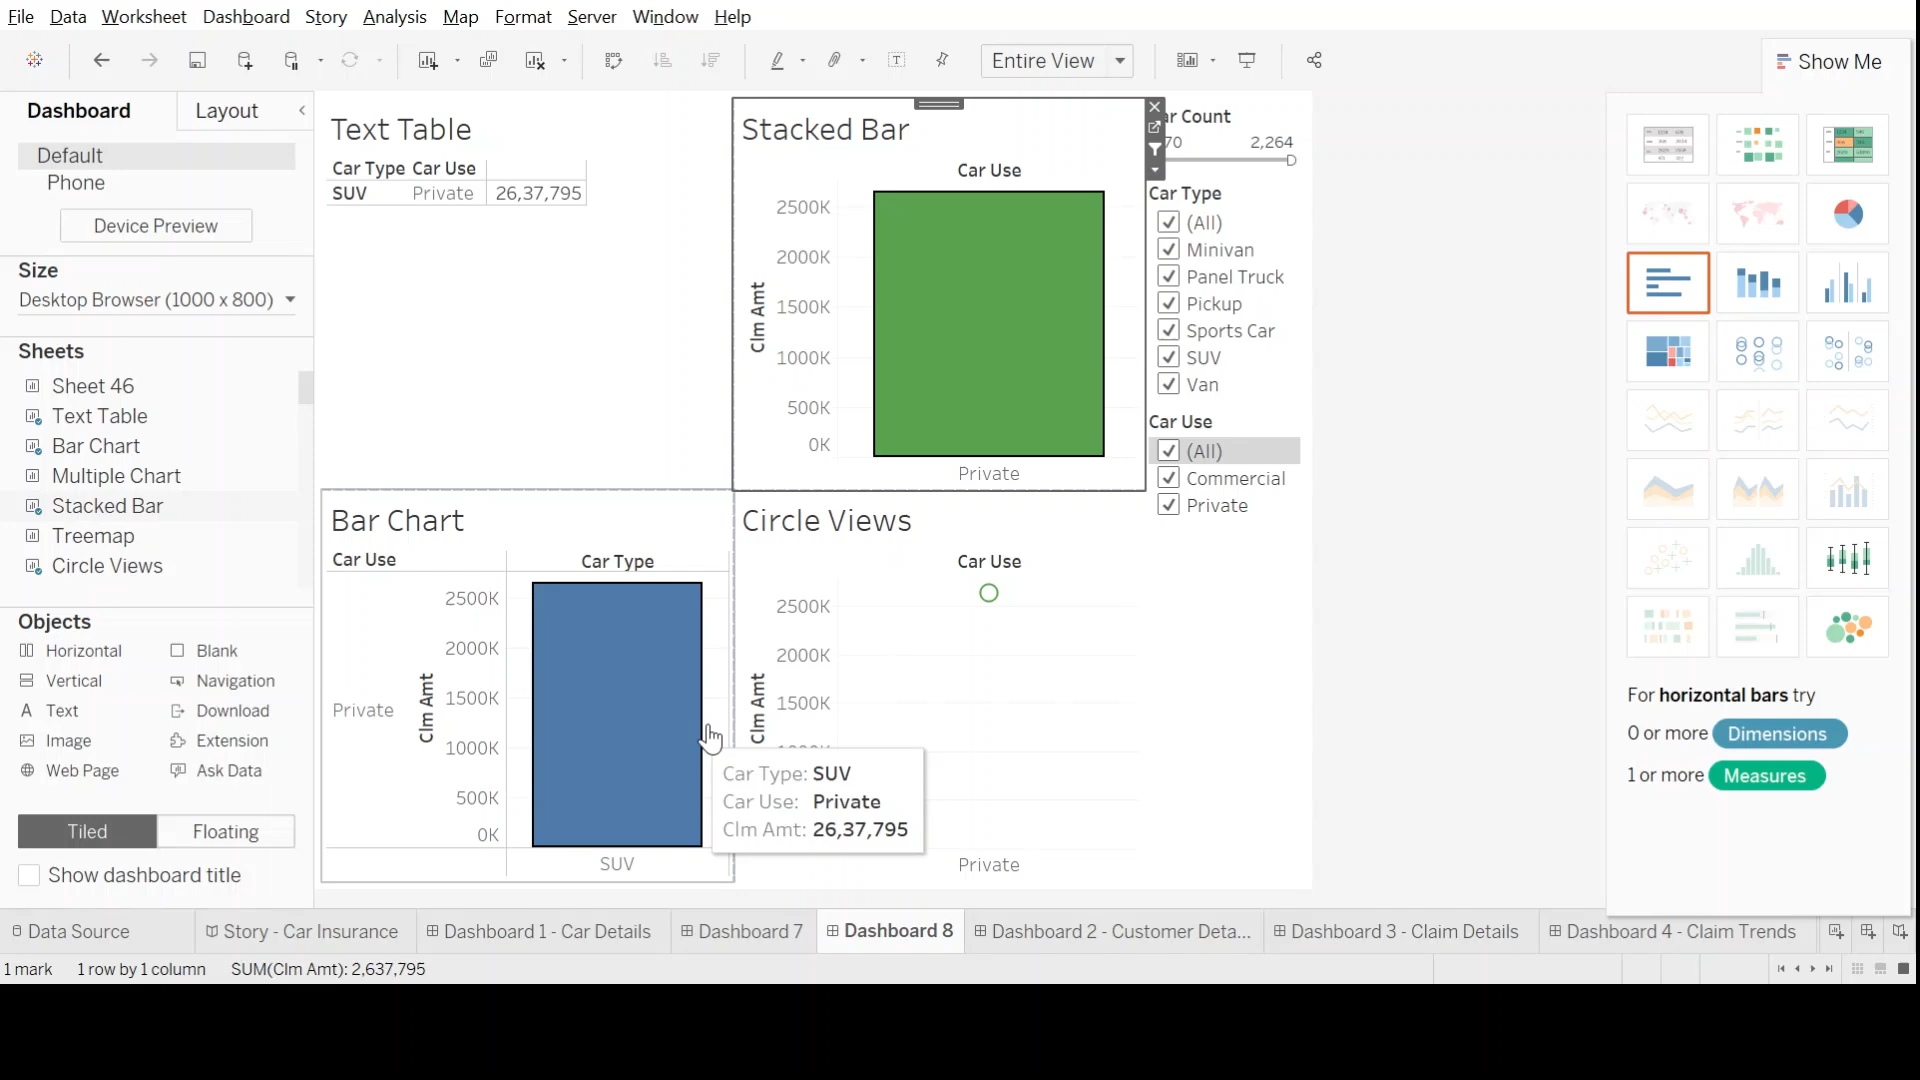 File Data Worksheet Dashboard Story Map Analysis Format Server Window Help
Entire View
Show Me
Dashboard Layout
Default
Phone
Device Preview
Size
Desktop Browser (1000 x 800)
Sheets
Sheet 46
Text Table
Bar Chart
Multiple Chart
Stacked Bar
Treemap
Circle Views
Objects
Horizontal Blank
Vertical Navigation
A Text Download
Image Extension
Web Page Ask Data
Tiled Floating
Show dashboard title
Text Table
Car Type Car Use
SUV Private 26,37,795
Stacked Bar
Car Use
2500K
2000K
1500K
1000K
500K
0K
Clm Amt
Private
ar Count
70 2,264
Car Type
(All)
Minivan
Panel Truck
Pickup
Sports Car
SUV
Van
Car Use
(All)
Commercial
Private
Bar Chart
Car Use Car Type
2500K
2000K
1500K
1000K
500K
0K
Private
Clm Amt
SUV
Circle Views
Car Use
2500K
2000K
1500K
Clm Amt
Private
Car Type: SUV
Car Use: Private
Clm Amt: 26,37,795
For horizontal bars try
0 or more Dimensions
1 or more Measures
Data Source Story - Car Insurance Dashboard 1 - Car Details Dashboard 7 Dashboard 8 Dashboard 2 - Customer Deta... Dashboard 3 - Claim Details Dashboard 4 - Claim Trends
1 mark 1 row by 1 column SUM(Clm Amt): 2,637,795